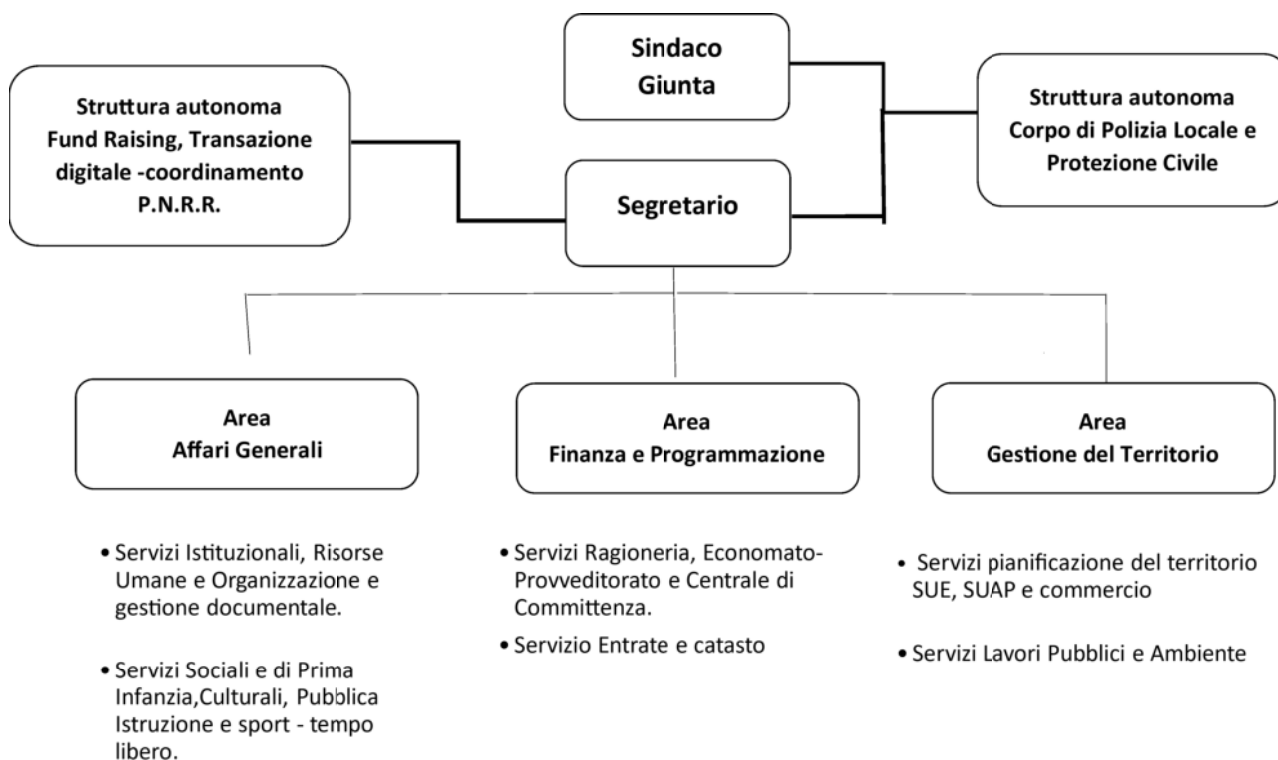 Sindaco
Giunta
Struttura autonoma
Fund Raising, Transazione
digitale -coordinamento
P.N.R.R.
Struttura autonoma
Corpo di Polizia Locale e
Protezione Civile
Segretario
Area
Affari Generali
Area
Finanza e Programmazione
Area
Gestione del Territorio
• Servizi Istituzionali, Risorse
Umane e Organizzazione e
gestione documentale.
• Servizi Sociali e di Prima
Infanzia,Culturali, Pubblica
Istruzione e sport - tempo
libero.
• Servizi Ragioneria, Economato-
Provveditorato e Centrale di
Committenza.
• Servizio Entrate e catasto
• Servizi pianificazione del territorio
SUE, SUAP e commercio
• Servizi Lavori Pubblici e Ambiente